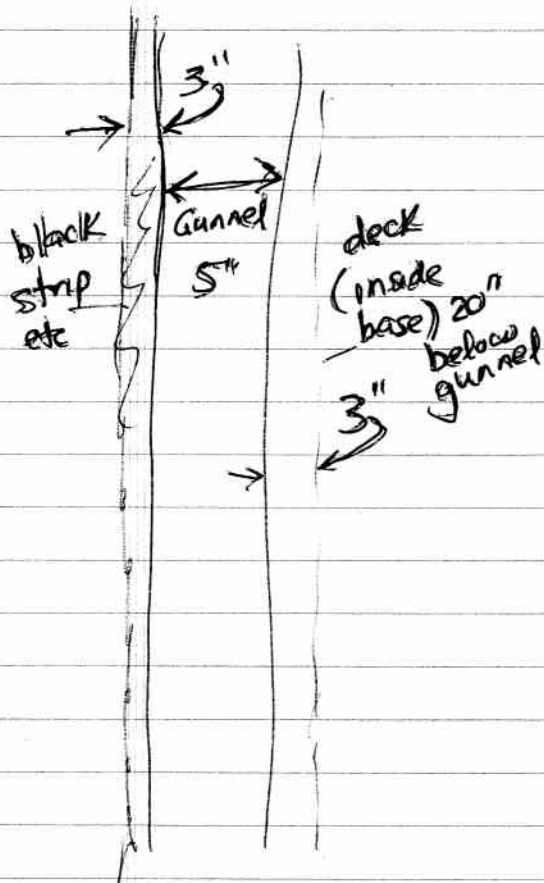 3"
Gunnel
5"
black
strip
etc
deck
(inside
base) 20"
below
gunnel
3"